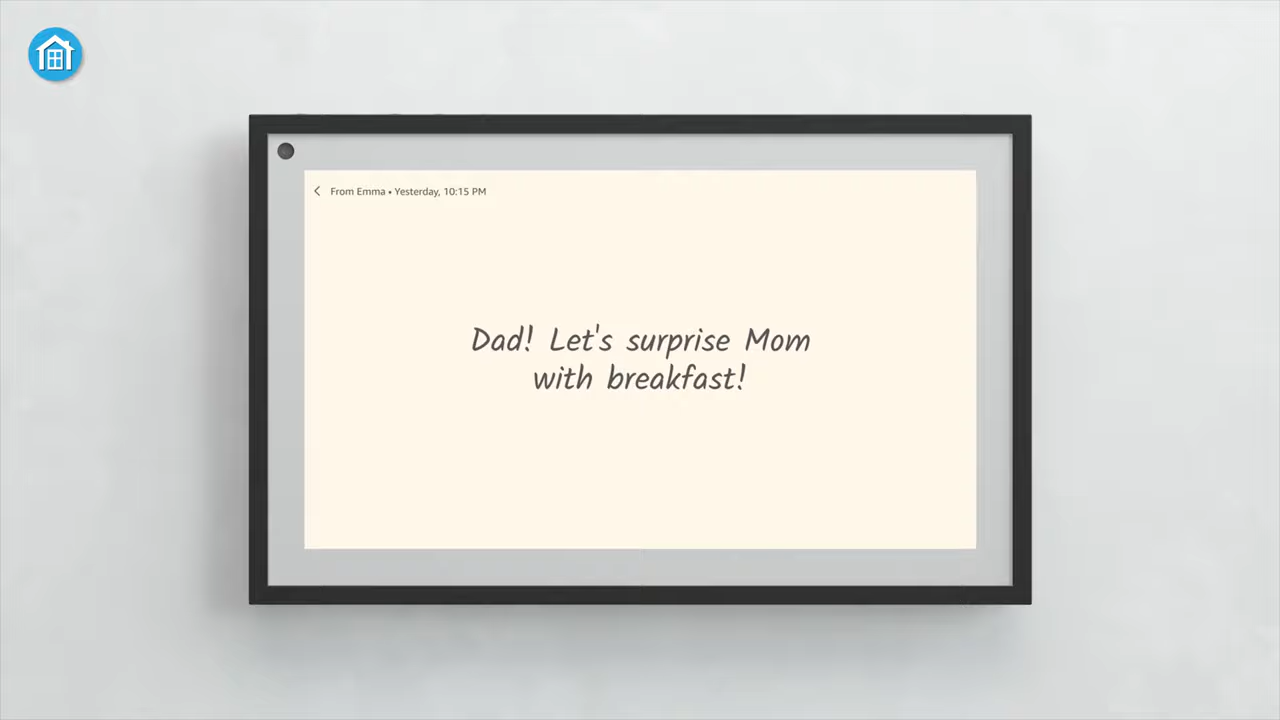 From Emma • Yesterday, 10:15 PM
Dad! Let's surprise Mom
with breakfast!